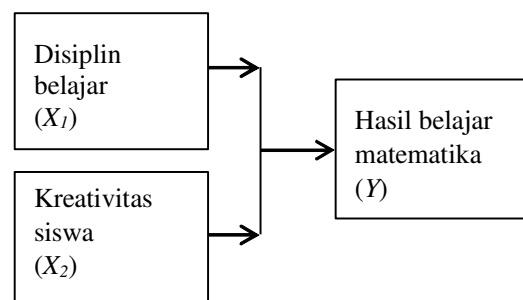 Disiplin
belajar
(X₁)
Hasil belajar
matematika
(Y)
Kreativitas
siswa
(X₂)